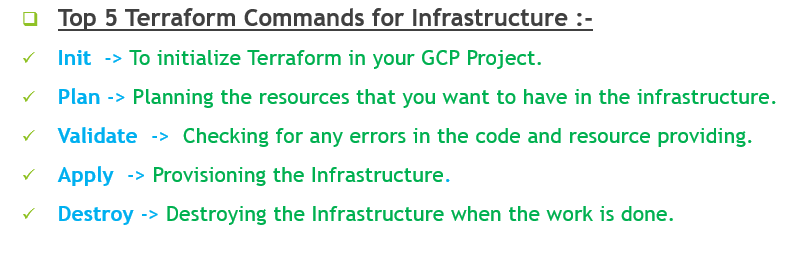 Top 5 Terraform Commands for Infrastructure :-
Init -> To initialize Terraform in your GCP Project.
Plan -> Planning the resources that you want to have in the infrastructure.
Validate -> Checking for any errors in the code and resource providing.
Apply -> Provisioning the Infrastructure.
Destroy -> Destroying the Infrastructure when the work is done.